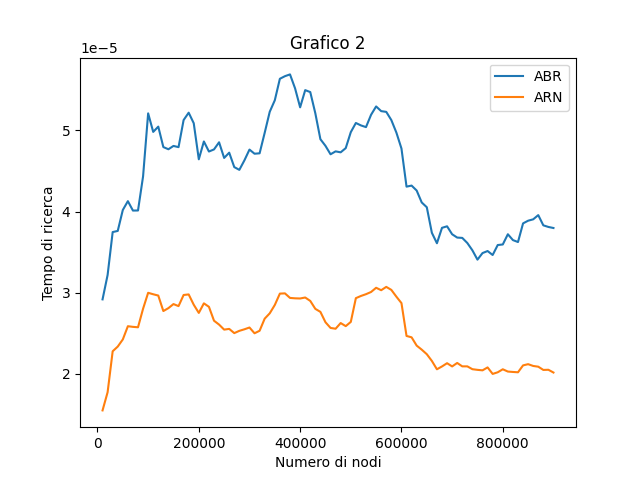 Grafico 2
1e−5
ABR
ARN
5
4
3
2
Tempo di ricerca
0
200000
400000
600000
800000
Numero di nodi